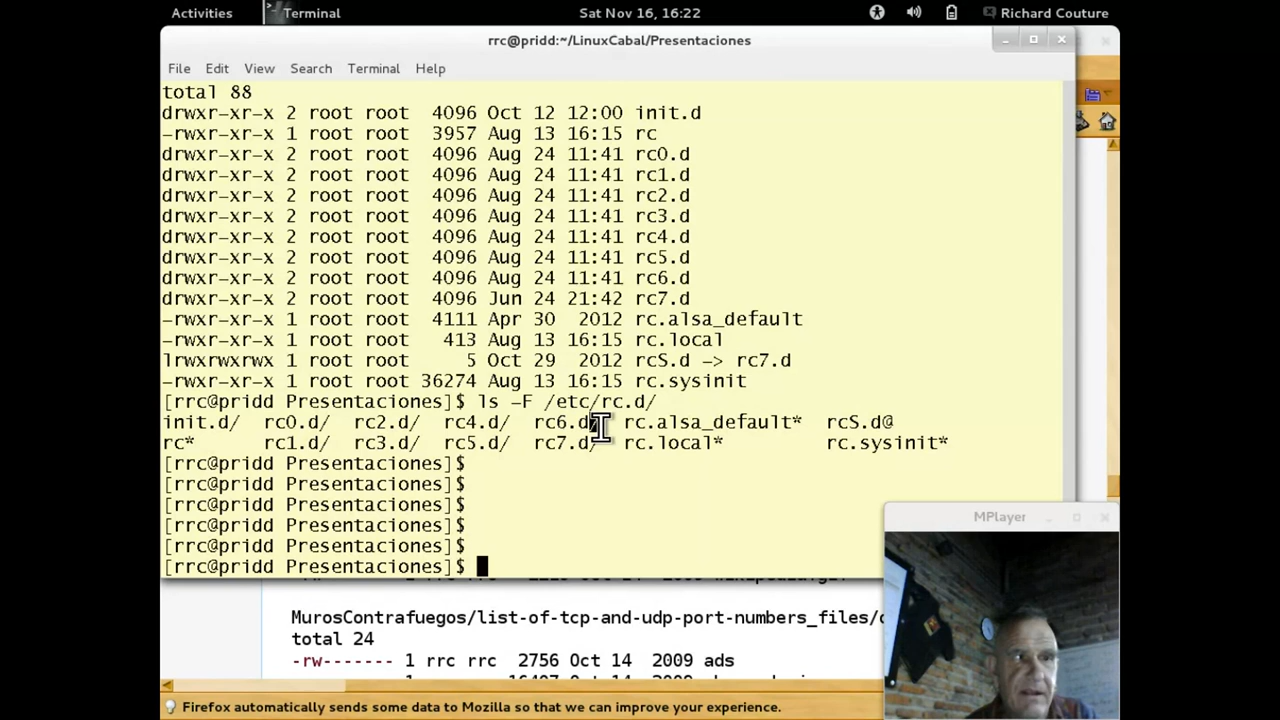 Activities
Terminal
Sat Nov 16, 16:22
Richard Couture
rrc@pridd:~/LinuxCabal/Presentaciones
File Edit View Search Terminal Help
total 88
drwxr-xr-x 2 root root  4096 Oct 12 12:00 init.d
-rwxr-xr-x 1 root root  3957 Aug 13 16:15 rc
drwxr-xr-x 2 root root  4096 Aug 24 11:41 rc0.d
drwxr-xr-x 2 root root  4096 Aug 24 11:41 rc1.d
drwxr-xr-x 2 root root  4096 Aug 24 11:41 rc2.d
drwxr-xr-x 2 root root  4096 Aug 24 11:41 rc3.d
drwxr-xr-x 2 root root  4096 Aug 24 11:41 rc4.d
drwxr-xr-x 2 root root  4096 Aug 24 11:41 rc5.d
drwxr-xr-x 2 root root  4096 Aug 24 11:41 rc6.d
drwxr-xr-x 2 root root  4096 Jun 24 21:42 rc7.d
-rwxr-xr-x 1 root root  4111 Apr 30  2012 rc.alsa_default
-rwxr-xr-x 1 root root   413 Aug 13 16:15 rc.local
lrwxrwxrwx 1 root root     5 Oct 29  2012 rcS.d -> rc7.d
-rwxr-xr-x 1 root root 36274 Aug 13 16:15 rc.sysinit
[rrc@pridd Presentaciones]$ ls -F /etc/rc.d/
init.d/  rc0.d/  rc2.d/  rc4.d/  rc6.d/  rc.alsa_default*  rcS.d@
rc*      rc1.d/  rc3.d/  rc5.d/  rc7.d/  rc.local*         rc.sysinit*
[rrc@pridd Presentaciones]$
[rrc@pridd Presentaciones]$
[rrc@pridd Presentaciones]$
[rrc@pridd Presentaciones]$
[rrc@pridd Presentaciones]$
[rrc@pridd Presentaciones]$
MPlayer
MurosContrafuegos/list-of-tcp-and-udp-port-numbers_files/
total 24
-rw------- 1 rrc rrc  2756 Oct 14  2009 ads
Firefox automatically sends some data to Mozilla so that we can improve your experience.